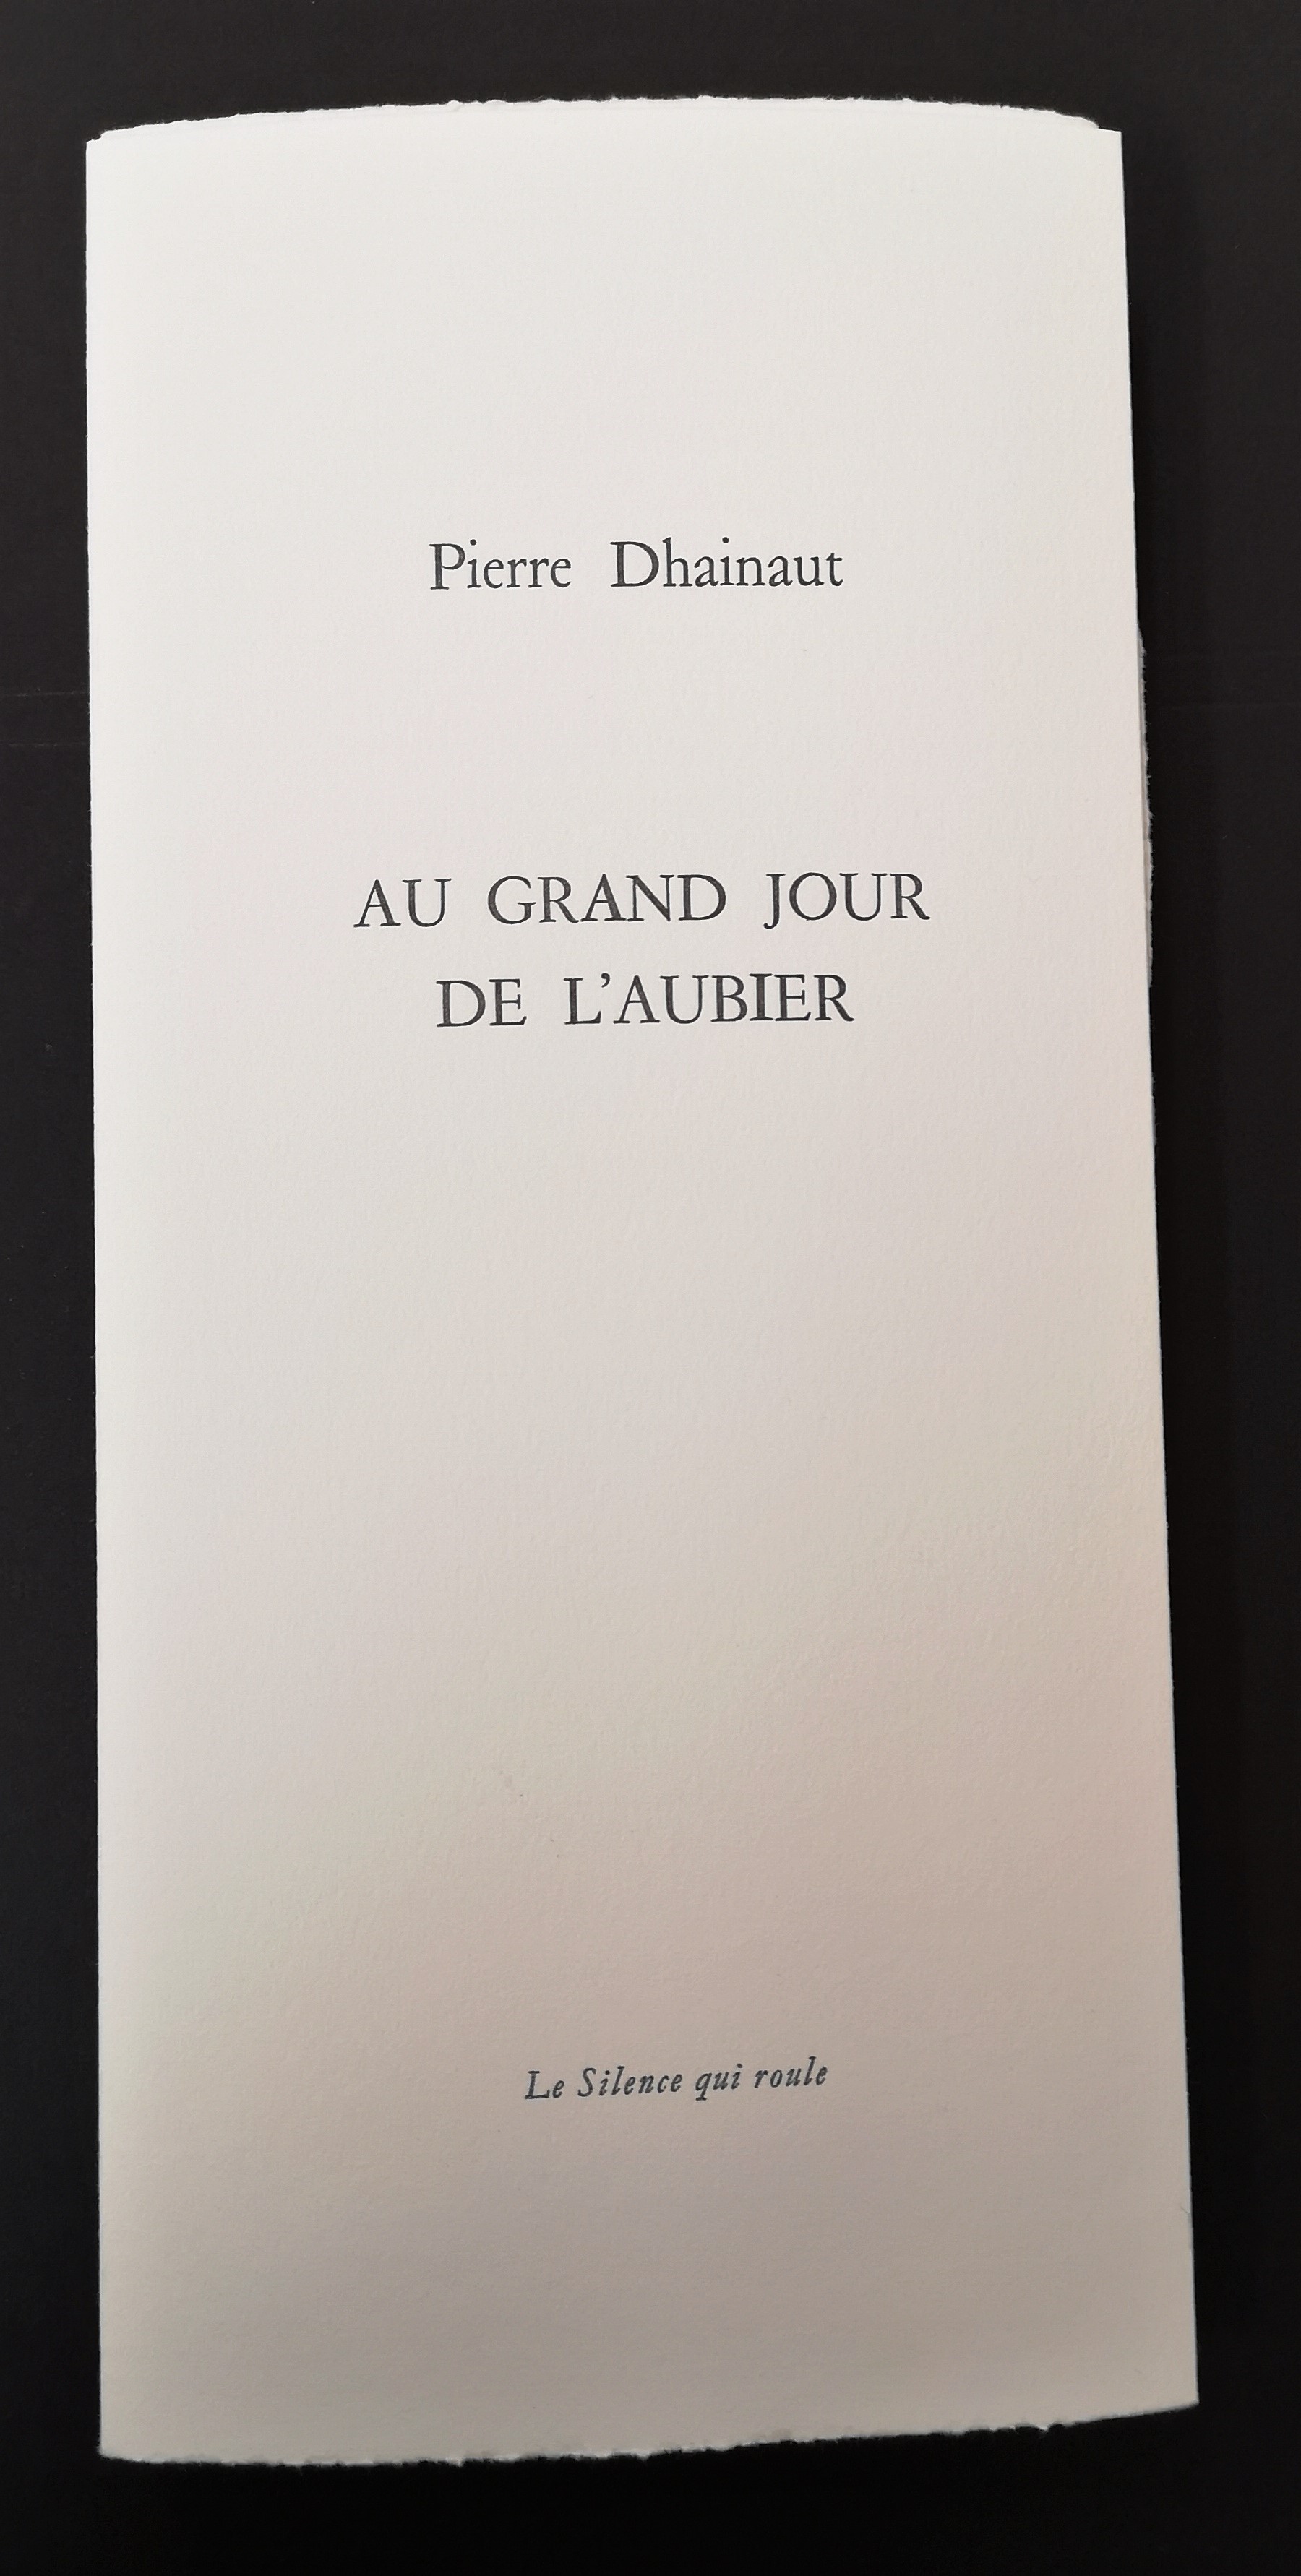 Pierre Dhainaut
AU GRAND JOUR
DE L’AUBIER
Le Silence qui roule